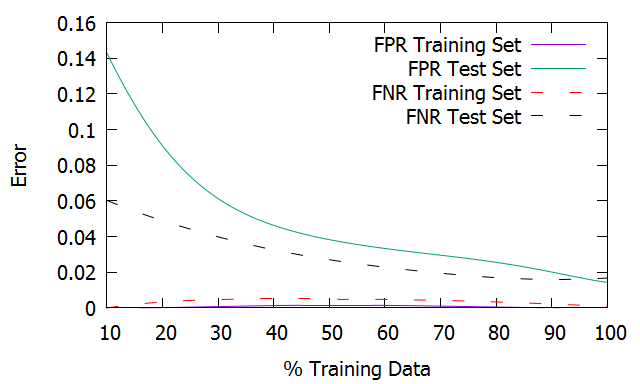 0.16
0.14
0.12
0.1
0.08
0.06
0.04
0.02
0
Error
FPR Training Set
FPR Test Set
FNR Training Set
FNR Test Set
10 20 30 40 50 60 70 80 90 100
% Training Data